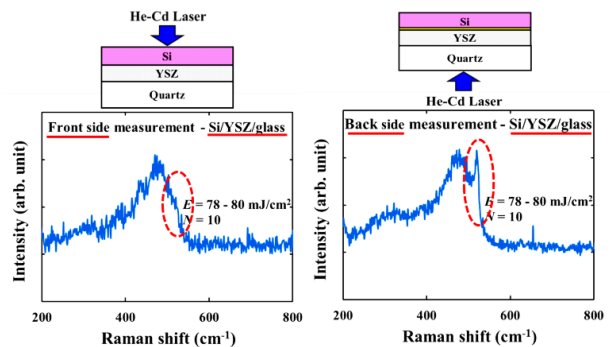 He-Cd Laser
Si
YSZ
Quartz
Si
YSZ
Quartz
He-Cd Laser
Front side measurement - Si/YSZ/glass
E = 78 - 80 mJ/cm²
N = 10
Intensity (arb. unit)
200 400 600 800
Raman shift (cm⁻¹)
Back side measurement - Si/YSZ/glass
E = 78 - 80 mJ/cm²
N = 10
Intensity (arb. unit)
200 400 600 800
Raman shift (cm⁻¹)